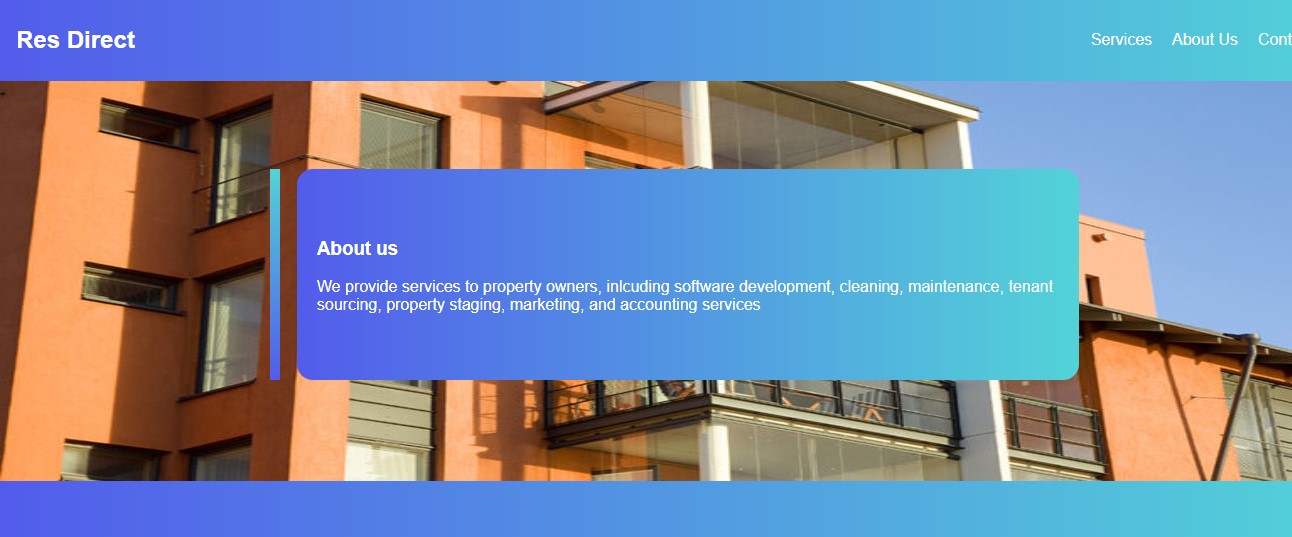 Res Direct
Services About Us Cont
About us
We provide services to property owners, inlcuding software development, cleaning, maintenance, tenant
sourcing, property staging, marketing, and accounting services